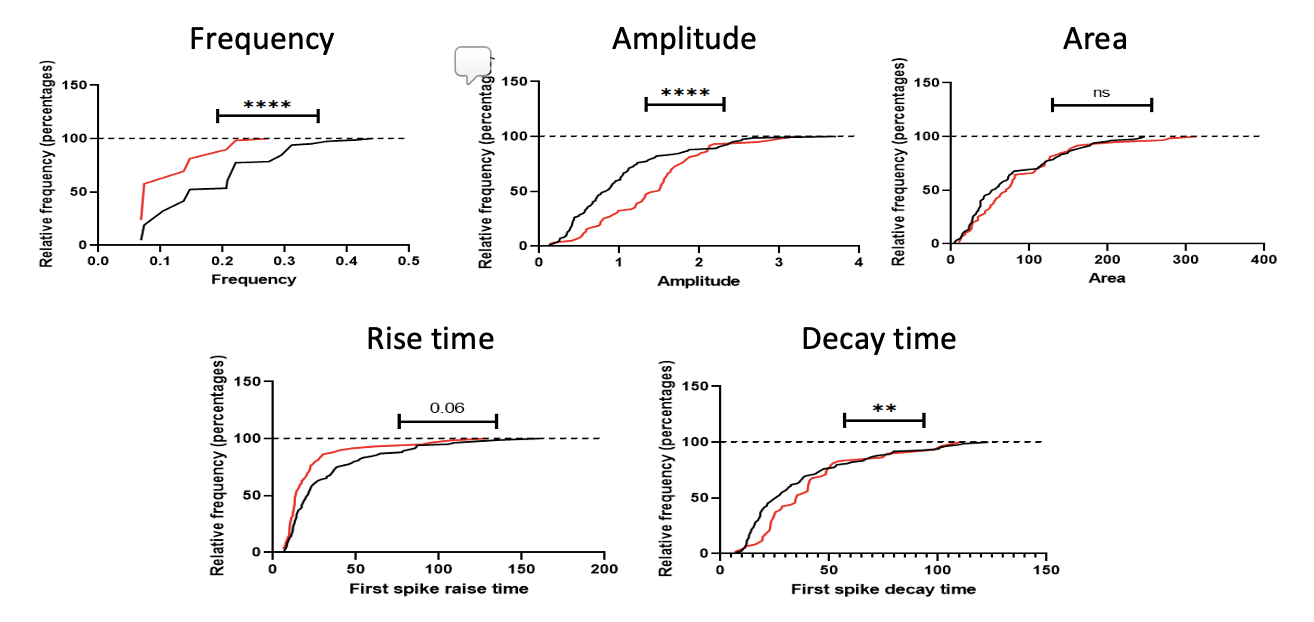 Frequency
Relative frequency (percentages)
150
100
50
0
****
0.0 0.1 0.2 0.3 0.4 0.5
Frequency
Amplitude
Relative frequency (percentages)
150
100
50
0
****
0 1 2 3 4
Amplitude
Area
Relative frequency (percentages)
150
100
50
0
ns
0 100 200 300 400
Area
Rise time
Relative frequency (percentages)
150
100
50
0
0.06
0 50 100 150 200
First spike raise time
Decay time
Relative frequency (percentages)
150
100
50
0
**
0 50 100 150
First spike decay time